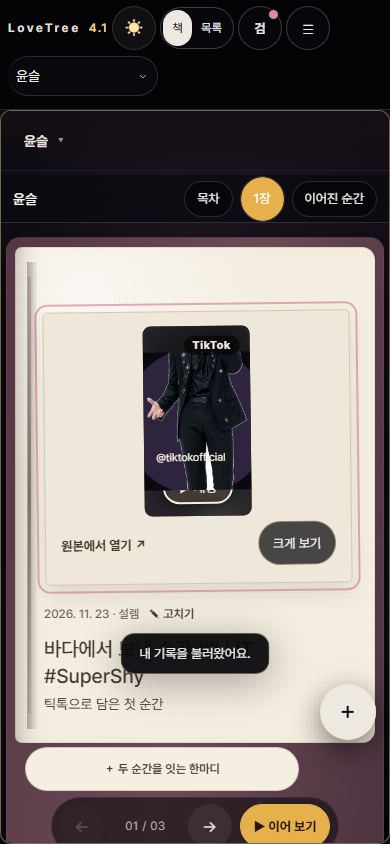 LoveTree 4.1 책 목록 검
윤슬
윤슬
윤슬 목차 1장 이어진 순간
TikTok
@tiktokofficial
원본에서 열기 ↗ 크게 보기
2026. 11. 23 · 설렘 고치기
바다에서
내 기록을 불러왔어요.
#SuperShy
틱톡으로 담은 첫 순간
+
+ 두 순간을 잇는 한마디
← 01 / 03 → ▶ 이어 보기